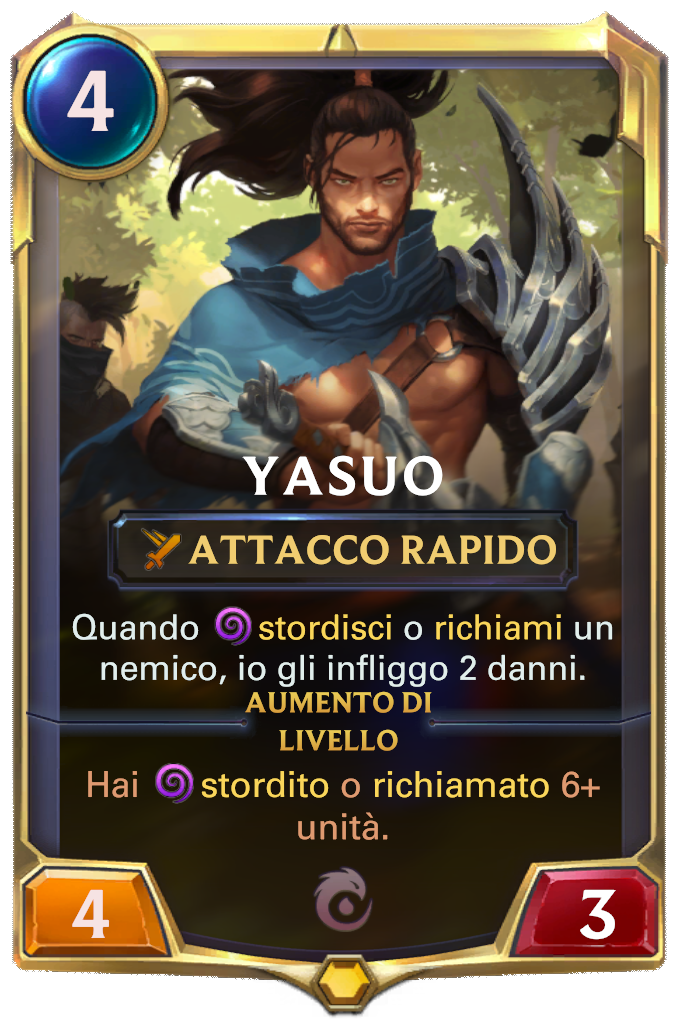 4
YASUO
ATTACCO RAPIDO
Quando stordisci o richiami un
nemico, io gli infliggo 2 danni.
AUMENTO DI
LIVELLO
Hai stordito o richiamato 6+
unità.
4
3